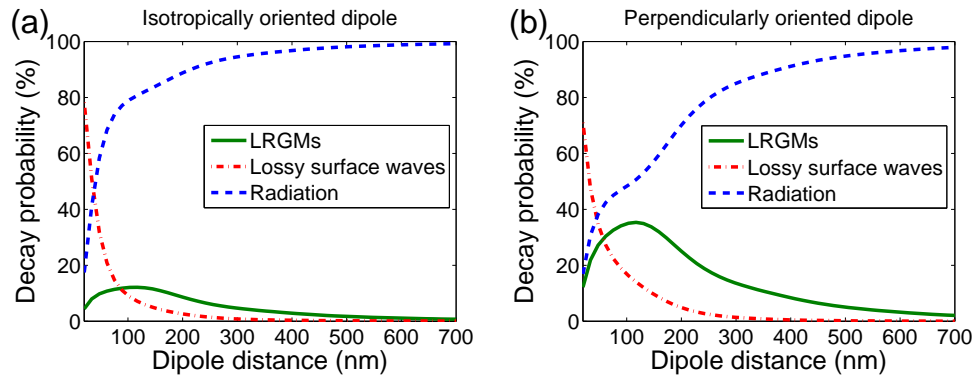 (a)
Isotropically oriented dipole
Decay probability (%)
100
80
60
40
20
0
LRGMs
Lossy surface waves
Radiation
100 200 300 400 500 600 700
Dipole distance (nm)
(b)
Perpendicularly oriented dipole
Decay probability (%)
100
80
60
40
20
0
LRGMs
Lossy surface waves
Radiation
100 200 300 400 500 600 700
Dipole distance (nm)